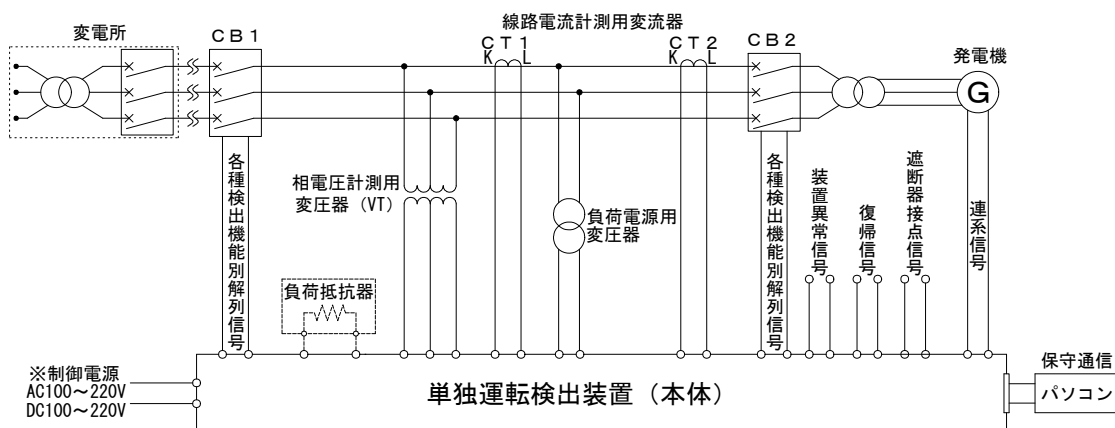 変電所
CB1
線路電流計測用変流器
CT1
K L
CT2
K L
CB2
発電機
G
各種検出機能別解列信号
相電圧計測用
変圧器（VT）
負荷電源用
変圧器
負荷抵抗器
各種検出機能別解列信号
装置異常信号
復帰信号
遮断器接点信号
連系信号
※制御電源
AC100～220V
DC100～220V
単独運転検出装置（本体）
保守通信
パソコン